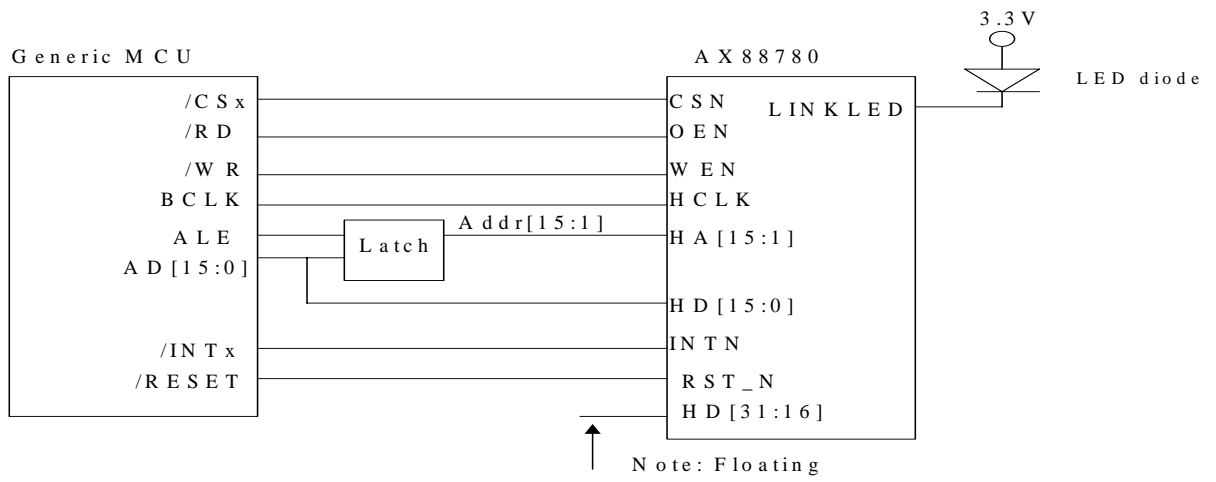 3.3V
Generic MCU
AX88780
LED diode
/CSx
CSN
LINKLED
/RD
OEN
/WR
WEN
BCLK
HCLK
Addr[15:1]
ALE
Latch
HA[15:1]
AD[15:0]
HD[15:0]
/INTx
INTN
/RESET
RST_N
HD[31:16]
Note: Floating